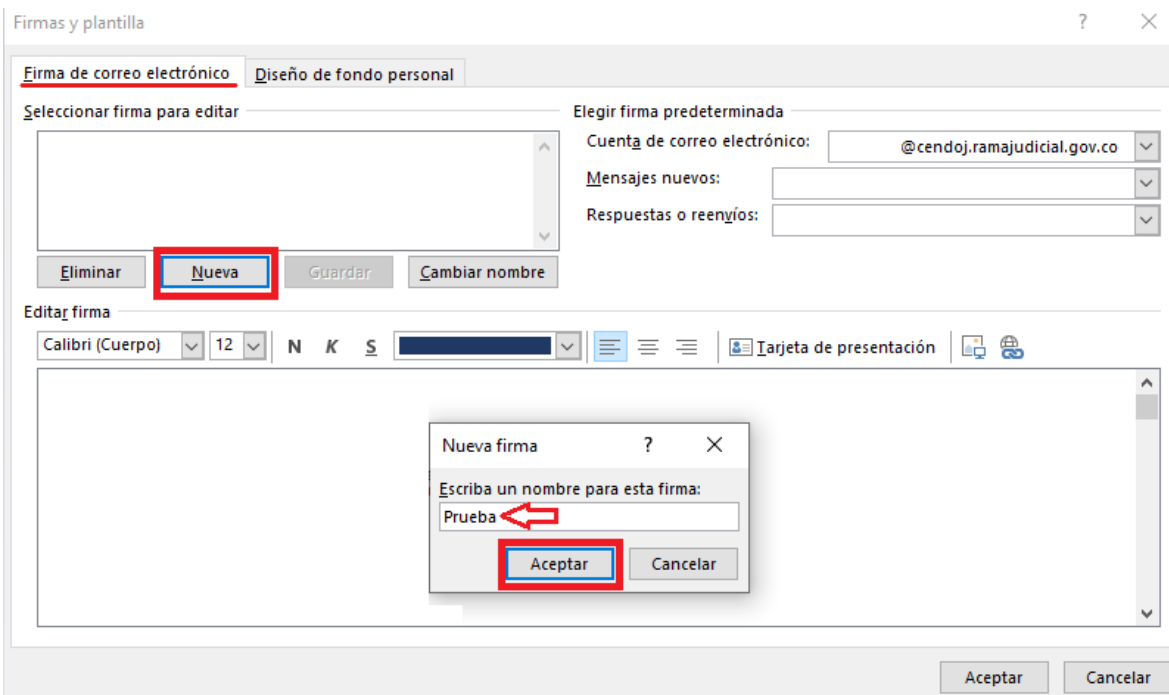 Firmas y plantilla
Firma de correo electrónico
Diseño de fondo personal
Seleccionar firma para editar
Elegir firma predeterminada
Cuenta de correo electrónico:
@cendoj.ramajudicial.gov.co
Mensajes nuevos:
Respuestas o reenvíos:
Eliminar
Nueva
Guardar
Cambiar nombre
Editar firma
Calibri (Cuerpo)
12
N
K
S
Tarjeta de presentación
Nueva firma
?
Escriba un nombre para esta firma:
Prueba
Aceptar
Cancelar
Aceptar
Cancelar